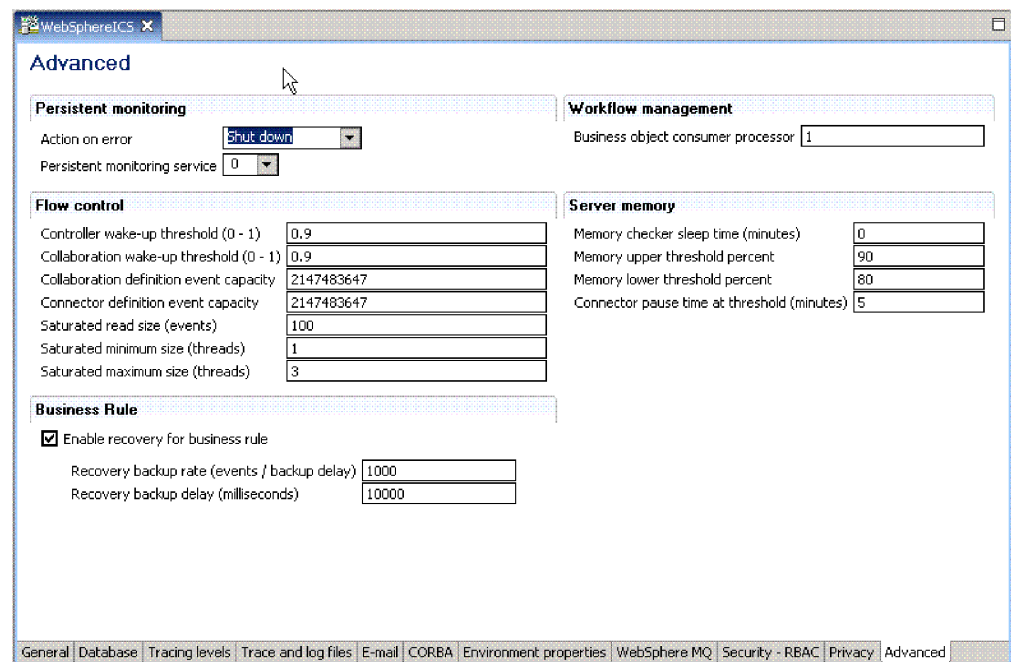 WebSphereICS
Advanced
Persistent monitoring
Action on error Shut down
Persistent monitoring service 0
Workflow management
Business object consumer processor 1
Flow control
Controller wake-up threshold (0 - 1) 0.9
Collaboration wake-up threshold (0 - 1) 0.9
Collaboration definition event capacity 2147483647
Connector definition event capacity 2147483647
Saturated read size (events) 100
Saturated minimum size (threads) 1
Saturated maximum size (threads) 3
Server memory
Memory checker sleep time (minutes) 0
Memory upper threshold percent 90
Memory lower threshold percent 80
Connector pause time at threshold (minutes) 5
Business Rule
Enable recovery for business rule
Recovery backup rate (events / backup delay) 1000
Recovery backup delay (milliseconds) 10000
General Database Tracing levels Trace and log files E-mail CORBA Environment properties WebSphere MQ Security - RBAC Privacy Advanced